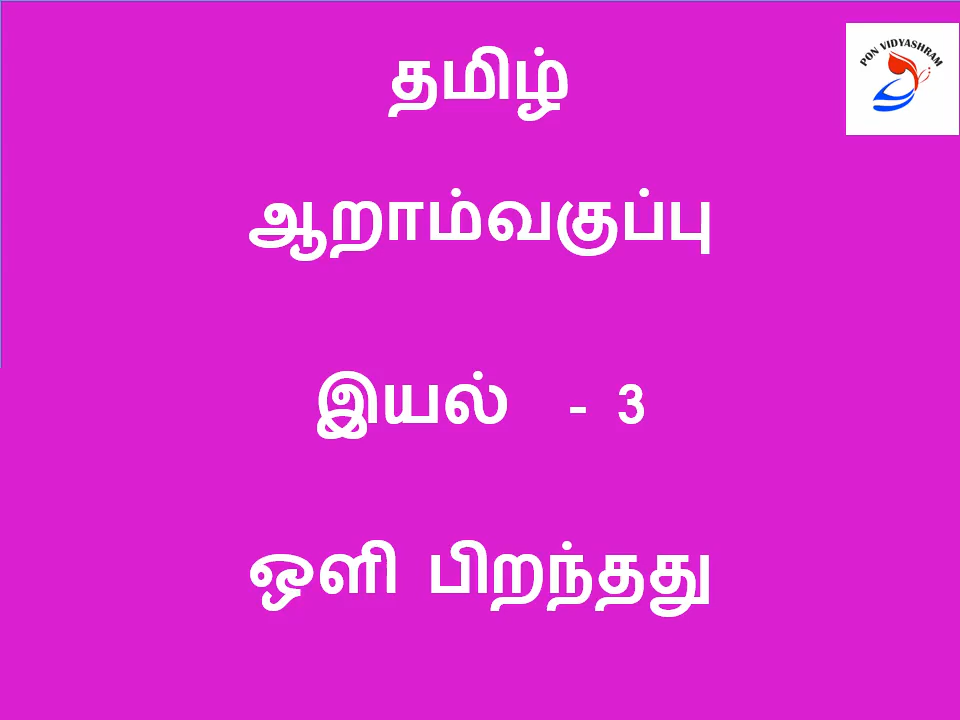 PON VIDYASHRAM
தமிழ்
ஆறாம்வகுப்பு
இயல் - 3
ஒளி பிறந்தது